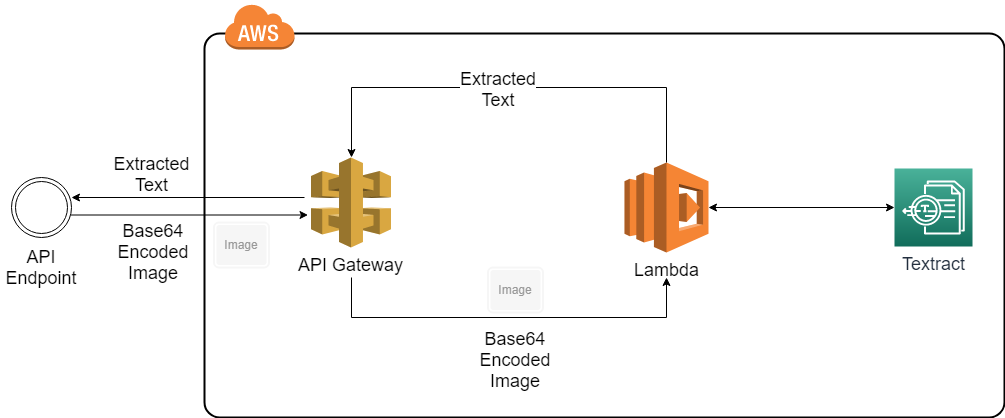 AWS
Extracted
Text
Extracted
Text
Base64
Encoded
Image
Image
API
Endpoint
API Gateway
Lambda
Textract
Image
Base64
Encoded
Image